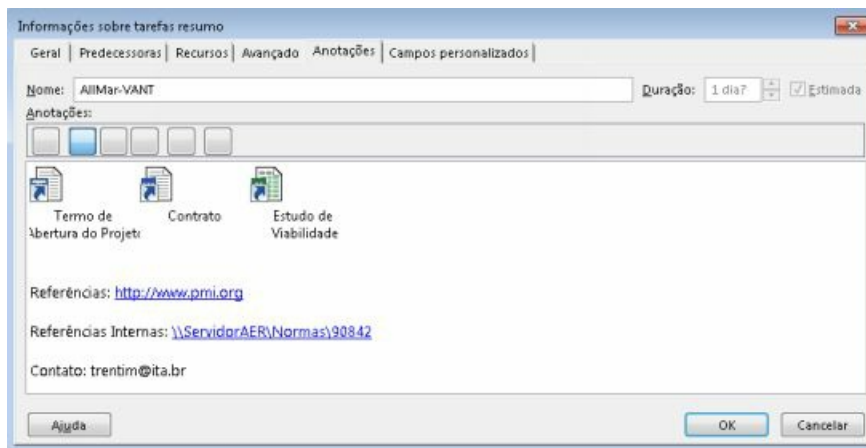 Informações sobre tarefas resumo
Geral Predecessoras Recursos Avançado Anotações Campos personalizados
Nome: AllMar-VANT Duração: 1 dia? Estimada
Anotações:
Termo de Contrato Estudo de
Abertura do Projeto Viabilidade
Referências: http://www.pmi.org
Referências Internas: \\ServidorAER\Normas\90842
Contato: trentim@ita.br
Ajuda OK Cancelar